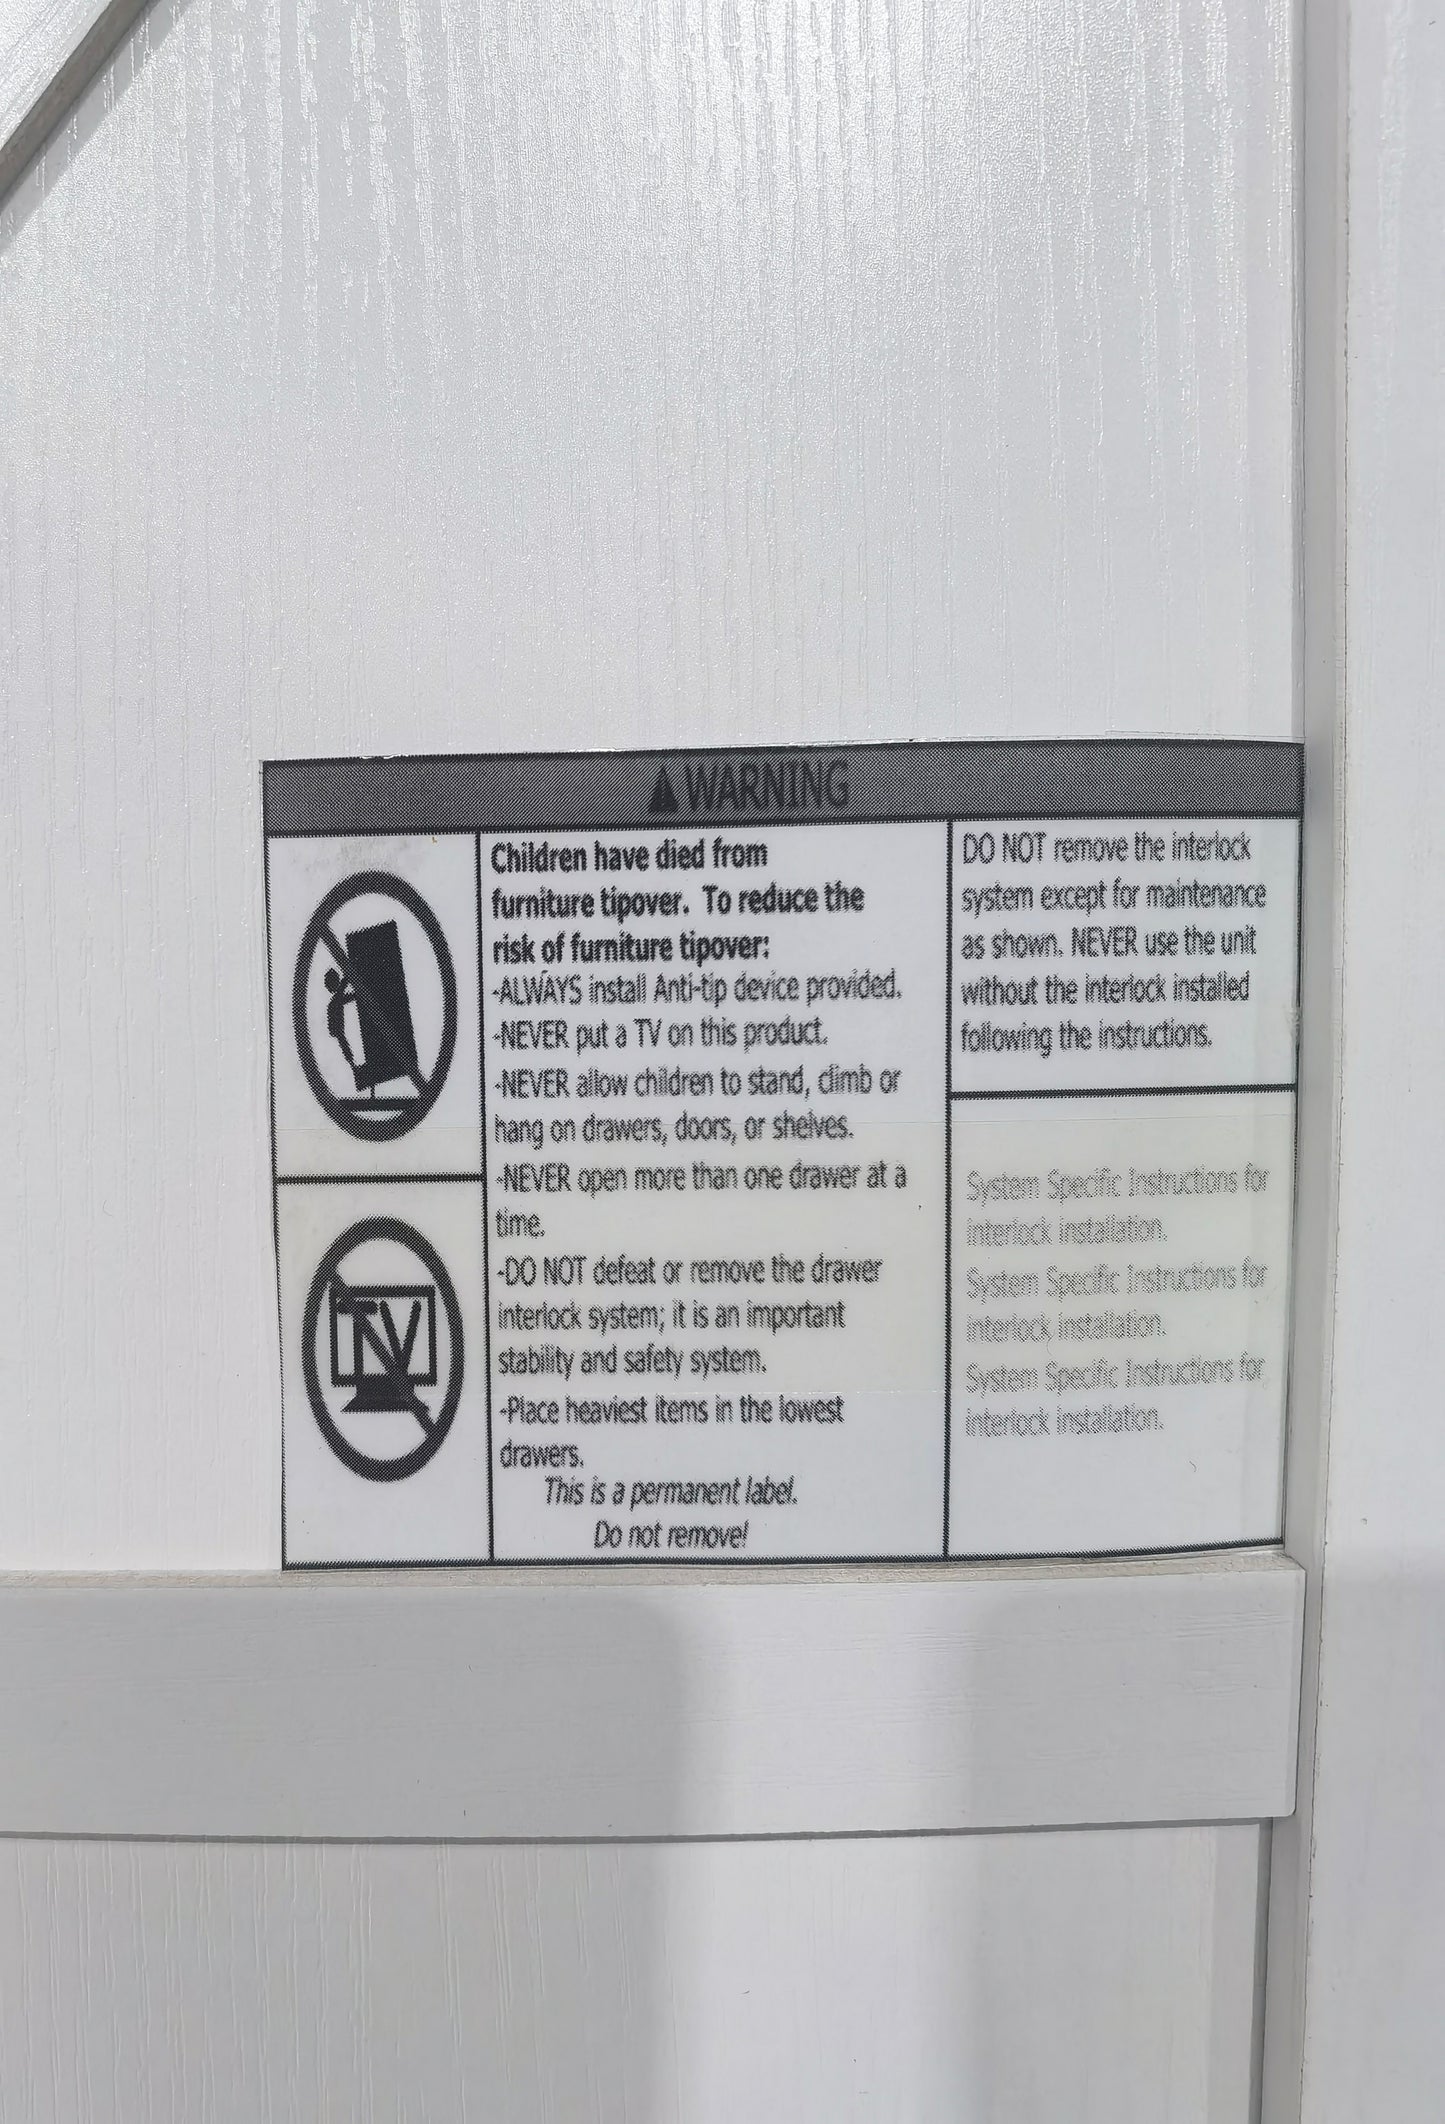 WARNING
Children have died from
furniture tipover. To reduce the
risk of furniture tipover:
-ALWAYS install Anti-tip device provided.
-NEVER put a TV on this product.
-NEVER allow children to stand, climb or
hang on drawers, doors, or shelves.
-NEVER open more than one drawer at a
time.
-DO NOT defeat or remove the drawer
interlock system; it is an important
stability and safety system.
-Place heaviest items in the lowest
drawers.
This is a permanent label.
Do not remove!
DO NOT remove the interlock
system except for maintenance
as shown. NEVER use the unit
without the interlock installed
following the instructions.
System Specific Instructions for
interlock installation.
System Specific Instructions for
interlock installation.
System Specific Instructions for
interlock installation.
TV